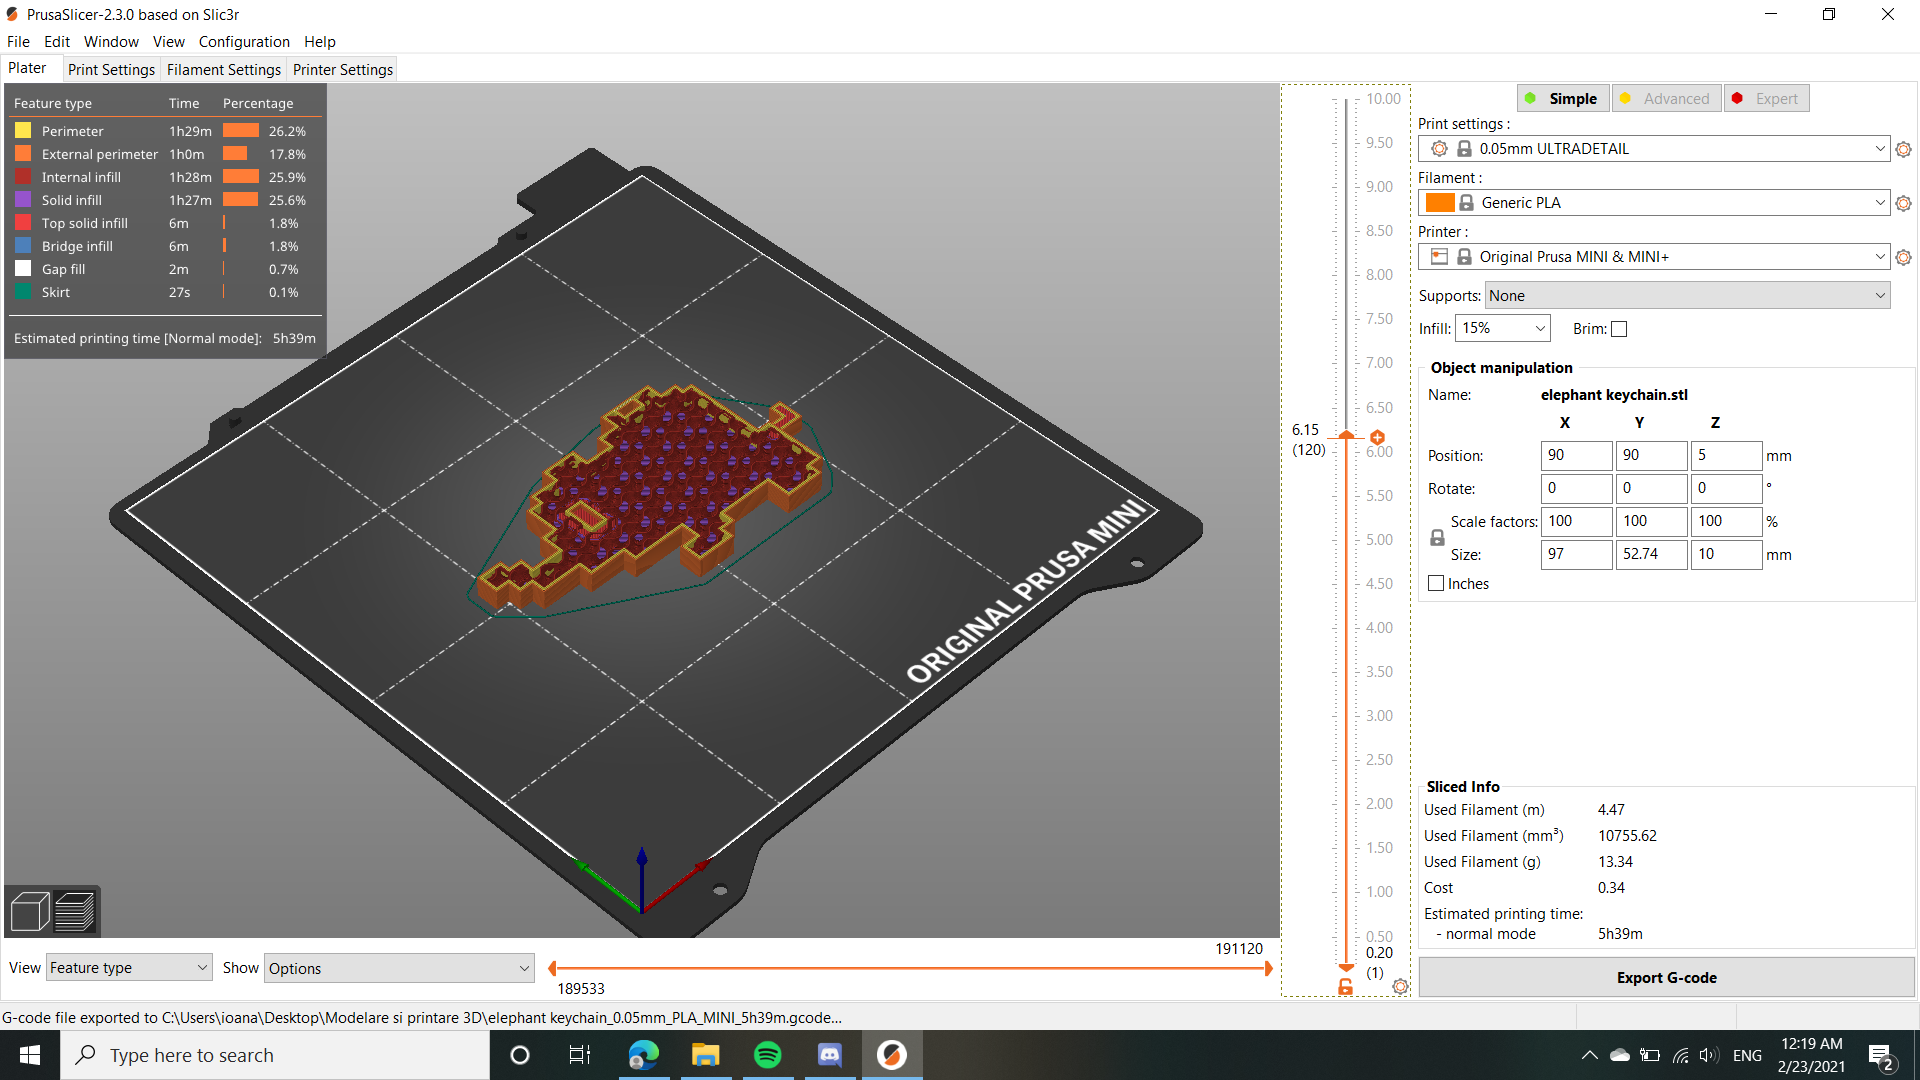 PrusaSlicer-2.3.0 based on Slic3r
File Edit Window View Configuration Help
Plater Print Settings Filament Settings Printer Settings
Feature type Time Percentage
Perimeter 1h29m 26.2%
External perimeter 1h0m 17.8%
Internal infill 1h28m 25.9%
Solid infill 1h27m 25.6%
Top solid infill 6m 1.8%
Bridge infill 6m 1.8%
Gap fill 2m 0.7%
Skirt 27s 0.1%
Estimated printing time [Normal mode]: 5h39m
ORIGINAL PRUSA MINI
View Feature type Show Options
191120
189533
10.00
9.50
9.00
8.50
8.00
7.50
7.00
6.50
6.15
(120)
6.00
5.50
5.00
4.50
4.00
3.50
3.00
2.50
2.00
1.50
1.00
0.50
0.20
(1)
Simple Advanced Expert
Print settings :
0.05mm ULTRADETAIL
Filament :
Generic PLA
Printer :
Original Prusa MINI & MINI+
Supports: None
Infill: 15% Brim:
Object manipulation
Name: elephant keychain.stl
X Y Z
Position: 90 90 5 mm
Rotate: 0 0 0 °
Scale factors: 100 100 100 %
Size: 97 52.74 10 mm
Inches
Sliced Info
Used Filament (m) 4.47
Used Filament (mm³) 10755.62
Used Filament (g) 13.34
Cost 0.34
Estimated printing time:
- normal mode 5h39m
Export G-code
G-code file exported to C:\Users\ioana\Desktop\Modelare si printare 3D\elephant keychain_0.05mm_PLA_MINI_5h39m.gcode...
Type here to search
ENG
12:19 AM
2/23/2021
2